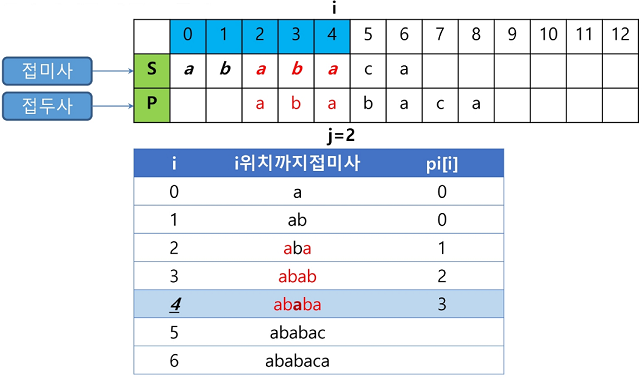 i
0 1 2 3 4 5 6 7 8 9 10 11 12
접미사 S a b a b a c a
접두사 P a b a b a c a
j=2
i i위치까지접미사 pi[i]
0 a 0
1 ab 0
2 aba 1
3 abab 2
4 ababa 3
5 ababac
6 ababaca